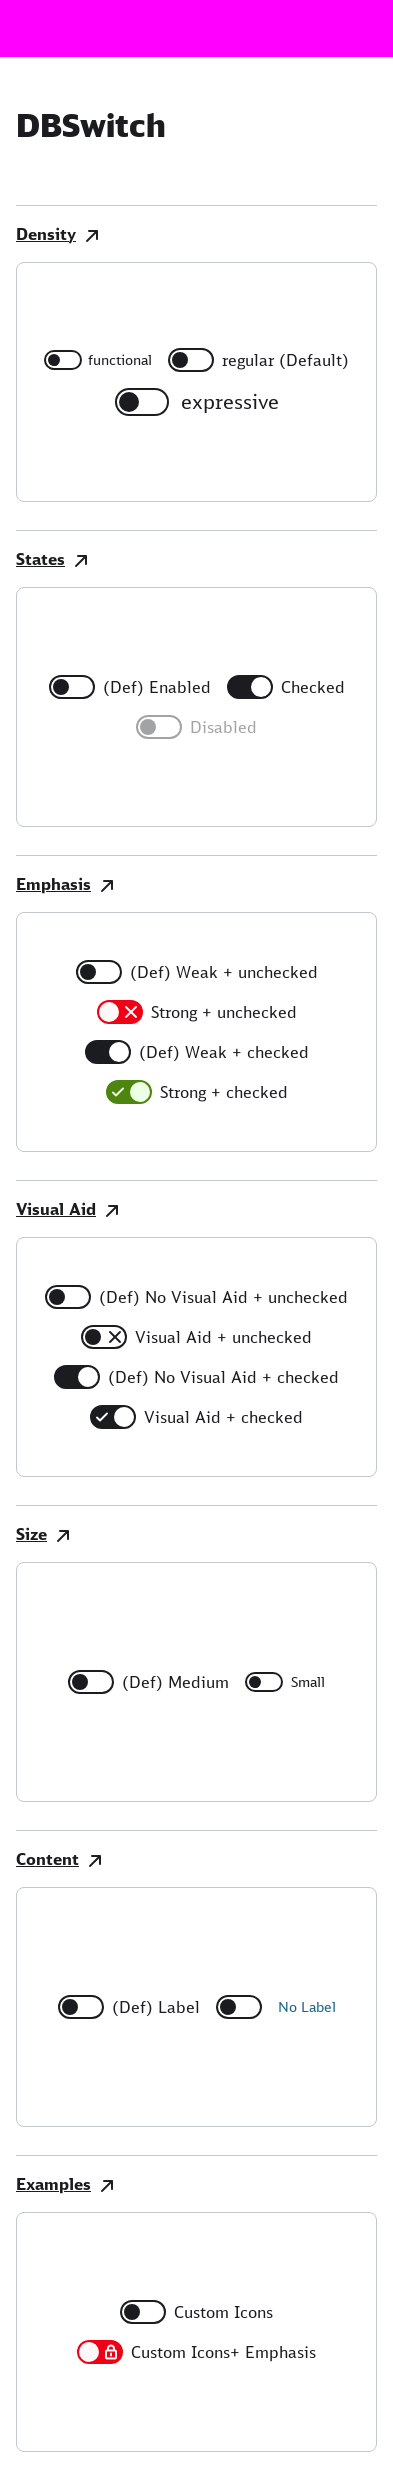 DBSwitch
Density
functional regular (Default)
expressive
States
(Def) Enabled Checked
Disabled
Emphasis
(Def) Weak + unchecked
Strong + unchecked
(Def) Weak + checked
Strong + checked
Visual Aid
(Def) No Visual Aid + unchecked
Visual Aid + unchecked
(Def) No Visual Aid + checked
Visual Aid + checked
Size
(Def) Medium Small
Content
(Def) Label No Label
Examples
Custom Icons
Custom Icons+ Emphasis